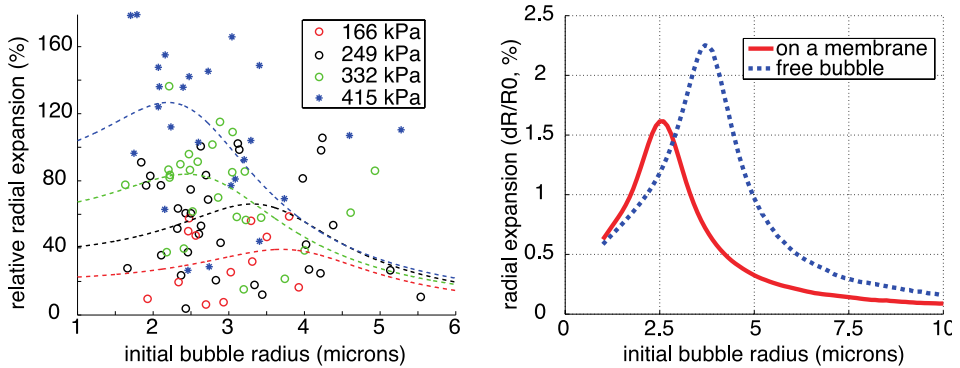 relative radial expansion (%)
160
120
80
40
0
1
2
3
4
5
6
initial bubble radius (microns)
166 kPa
249 kPa
332 kPa
415 kPa
radial expansion (dR/R0, %)
2.5
2
1.5
1
0.5
0
0
2.5
5
7.5
10
initial bubble radius (microns)
on a membrane
free bubble